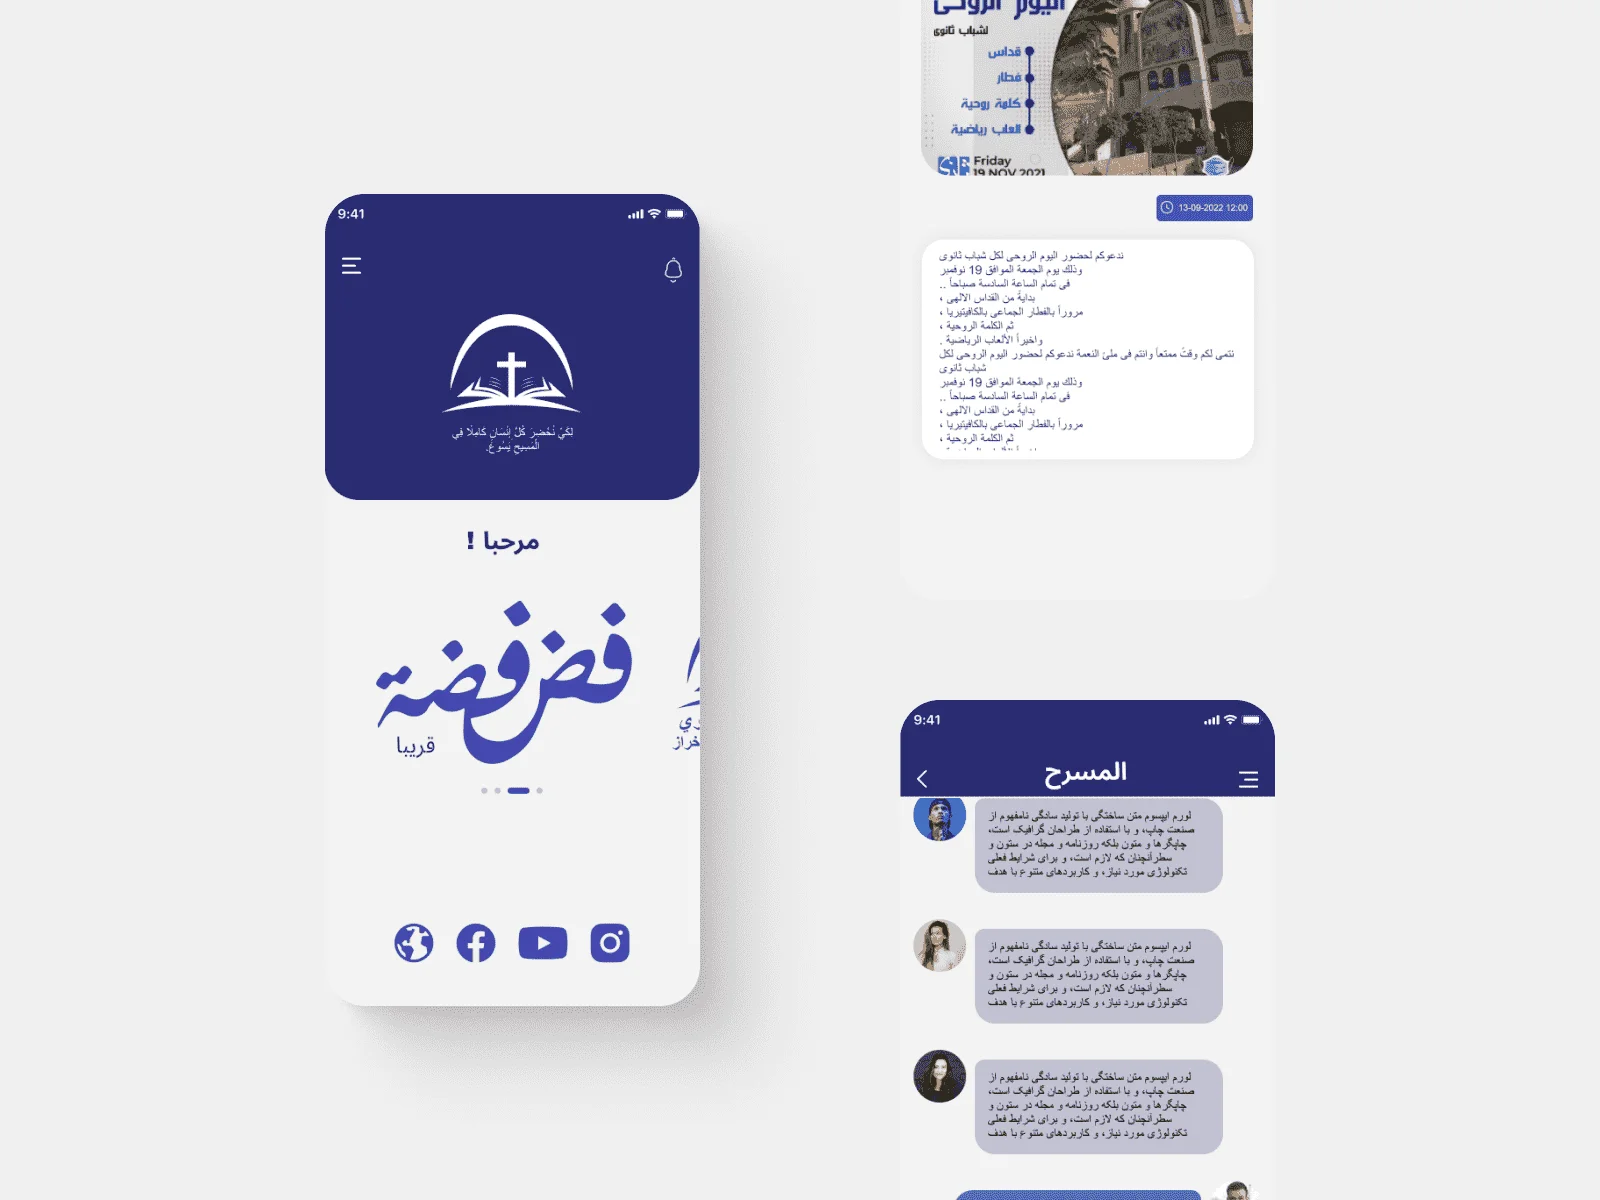 9:41
لكي نحضر كل إنسان كاملا في
المسيح يسوع.
مرحبا !
فضفضة
قريبا
9:41
اليوم الروحى
لشباب ثانوى
قداس
فطار
كلمة روحية
العاب رياضية
Friday
19 NOV 2021
13-09-2022 12:00
ندعوكم لحضور اليوم الروحى لكل شباب ثانوى
وذلك يوم الجمعة الموافق 19 نوفمبر
فى تمام الساعة السادسة صباحاً ..
بدايةً من القداس الالهى ،
مروراً بالفطار الجماعى بالكافيتيريا ،
ثم الكلمة الروحية ،
واخيراً الألعاب الرياضية .
نتمى لكم وقتً ممتعاً وانتم فى ملئ النعمة ندعوكم لحضور اليوم الروحى لكل
شباب ثانوى
وذلك يوم الجمعة الموافق 19 نوفمبر
فى تمام الساعة السادسة صباحاً ..
بدايةً من القداس الالهى ،
مروراً بالفطار الجماعى بالكافيتيريا ،
ثم الكلمة الروحية ،
المسرح
لورم ایپسوم متن ساختگی با تولید سادگی نامفهوم از
صنعت چاپ، و با استفاده از طراحان گرافیک است،
چاپگرها و متون بلکه روزنامه و مجله در ستون و
سطرآنچنان که لازم است، و برای شرایط فعلی
تکنولوژی مورد نیاز، و کاربردهای متنوع با هدف
لورم ایپسوم متن ساختگی با تولید سادگی نامفهوم از
صنعت چاپ، و با استفاده از طراحان گرافیک است،
چاپگرها و متون بلکه روزنامه و مجله در ستون و
سطرآنچنان که لازم است، و برای شرایط فعلی
تکنولوژی مورد نیاز، و کاربردهای متنوع با هدف
لورم ایپسوم متن ساختگی با تولید سادگی نامفهوم از
صنعت چاپ، و با استفاده از طراحان گرافیک است،
چاپگرها و متون بلکه روزنامه و مجله در ستون و
سطرآنچنان که لازم است، و برای شرایط فعلی
تکنولوژی مورد نیاز، و کاربردهای متنوع با هدف